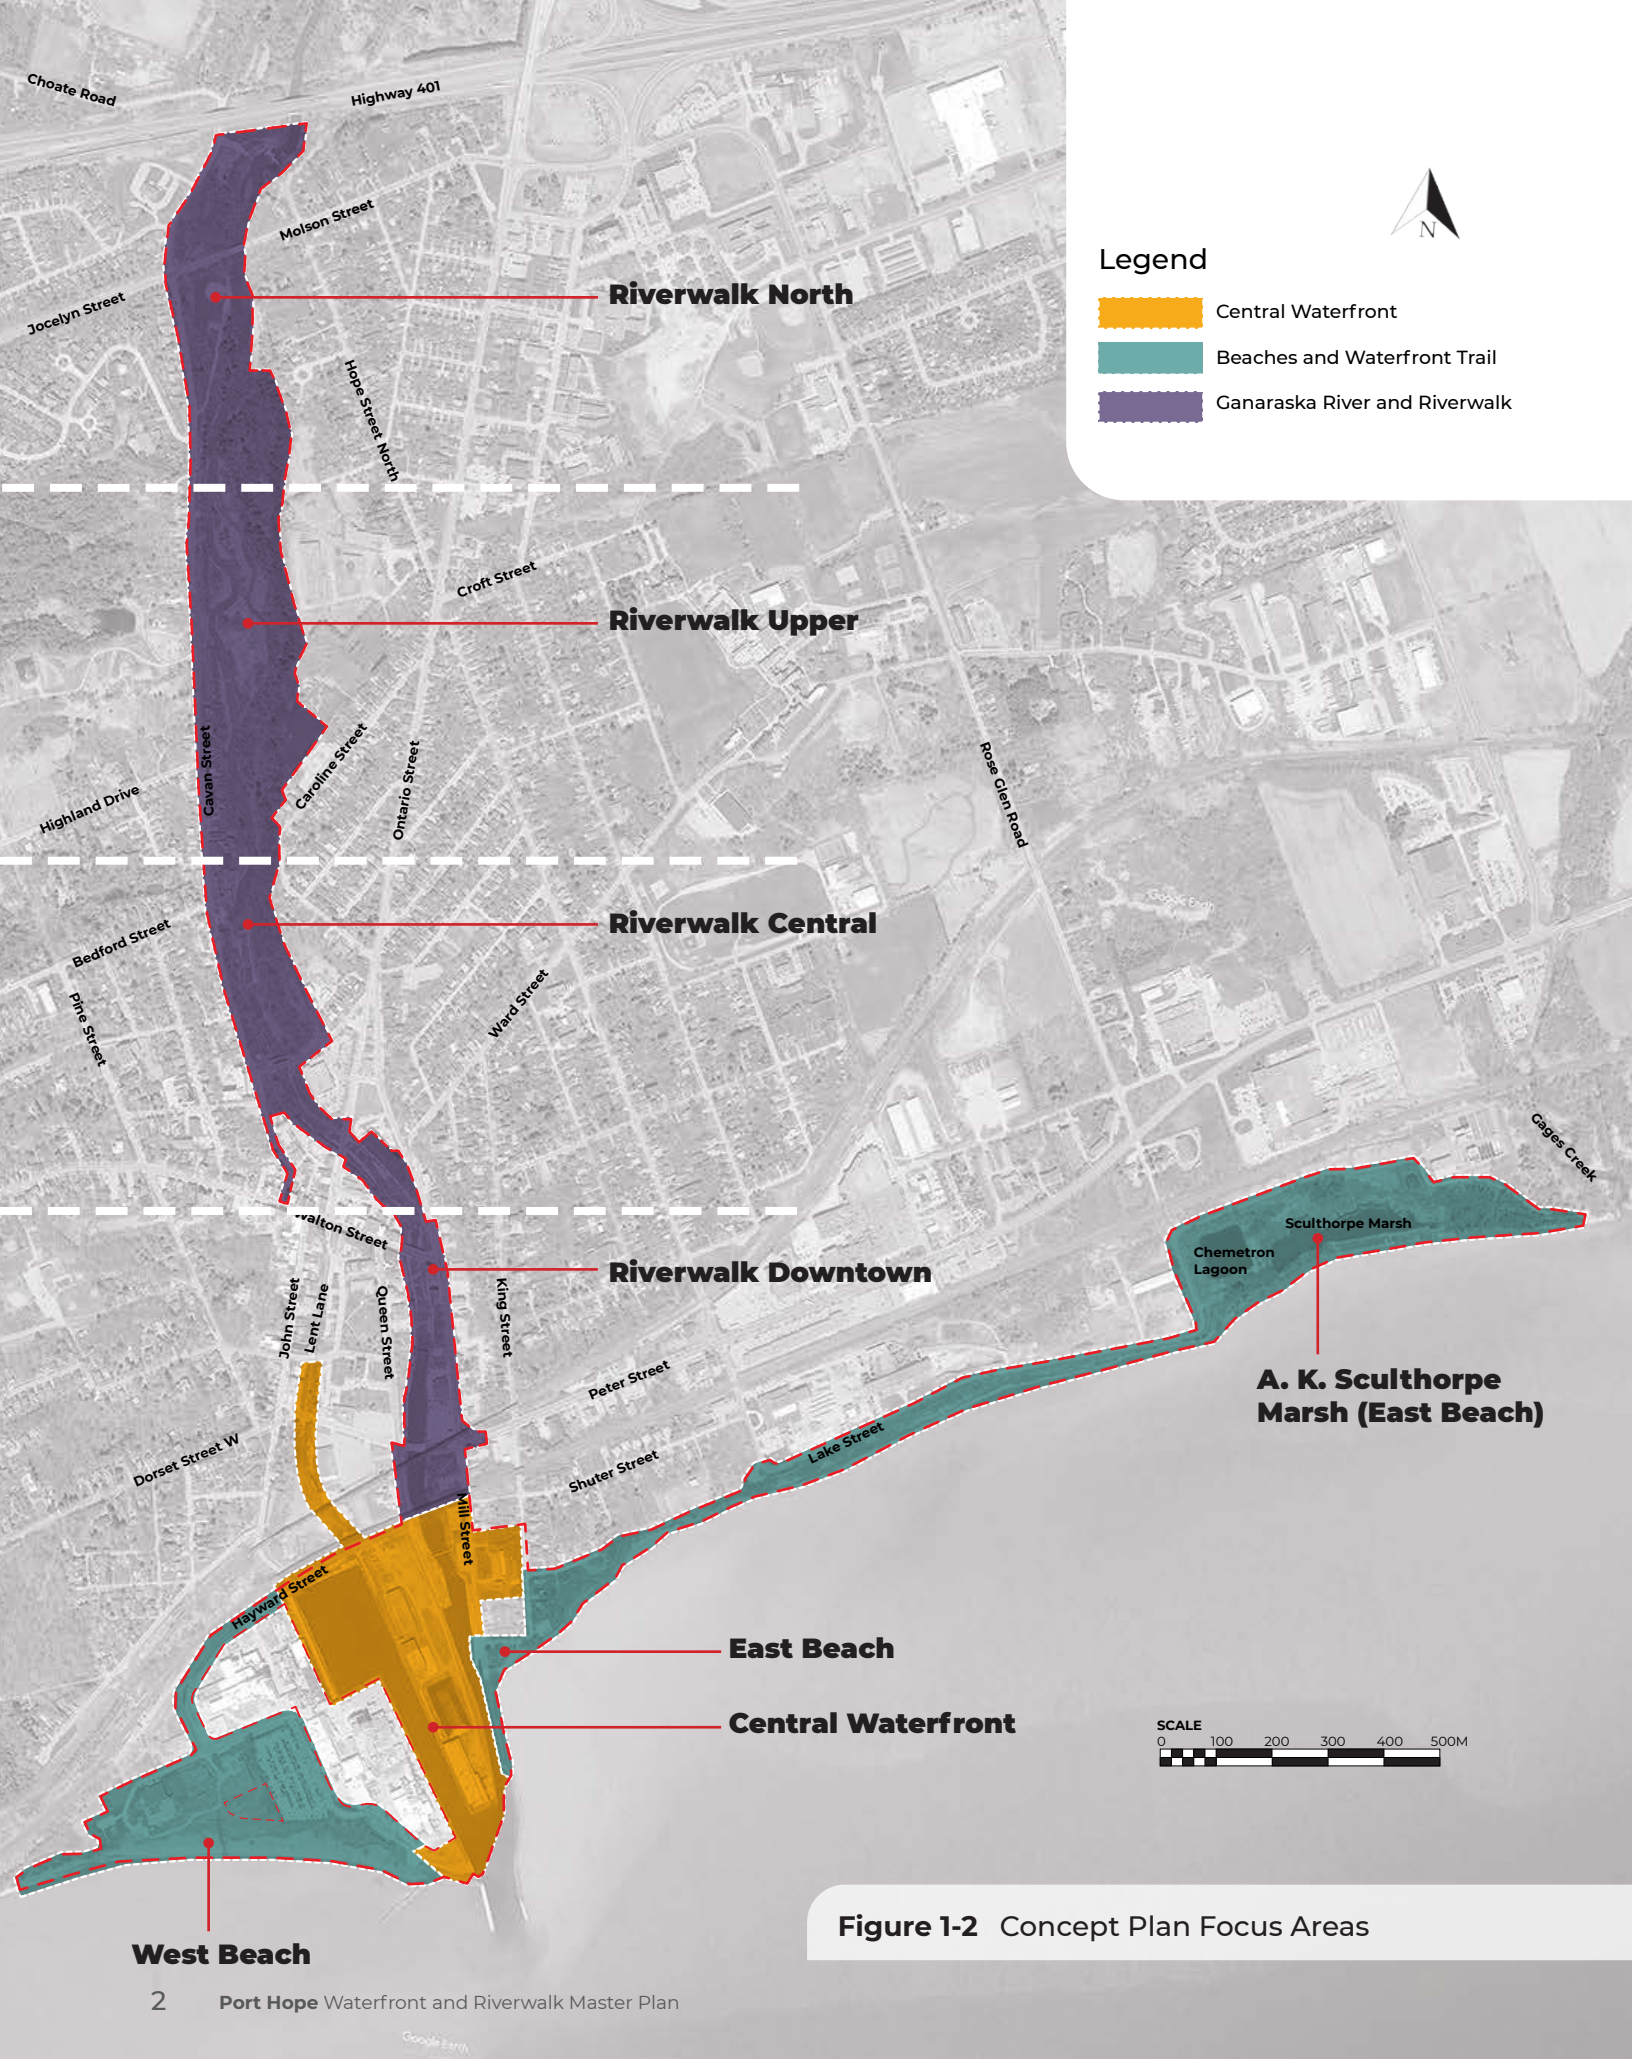 Choate Road
Highway 401
Molson Street
Jocelyn Street
Riverwalk North
Hope Street North
N
Legend
Central Waterfront
Beaches and Waterfront Trail
Ganaraska River and Riverwalk
Croft Street
Riverwalk Upper
Cavan Street
Caroline Street
Ontario Street
Highland Drive
Rose Glen Road
Google Earth
Bedford Street
Riverwalk Central
Pine Street
Ward Street
Gages Creek
Walton Street
Sculthorpe Marsh
Chemetron
Lagoon
Riverwalk Downtown
John Street
Lent Lane
Queen Street
King Street
Peter Street
A. K. Sculthorpe
Marsh (East Beach)
Dorset Street W
Shuter Street
Lake Street
Mill Street
Hayward Street
East Beach
Central Waterfront
SCALE
0 100 200 300 400 500M
West Beach
Figure 1-2 Concept Plan Focus Areas
2 Port Hope Waterfront and Riverwalk Master Plan
Google Earth